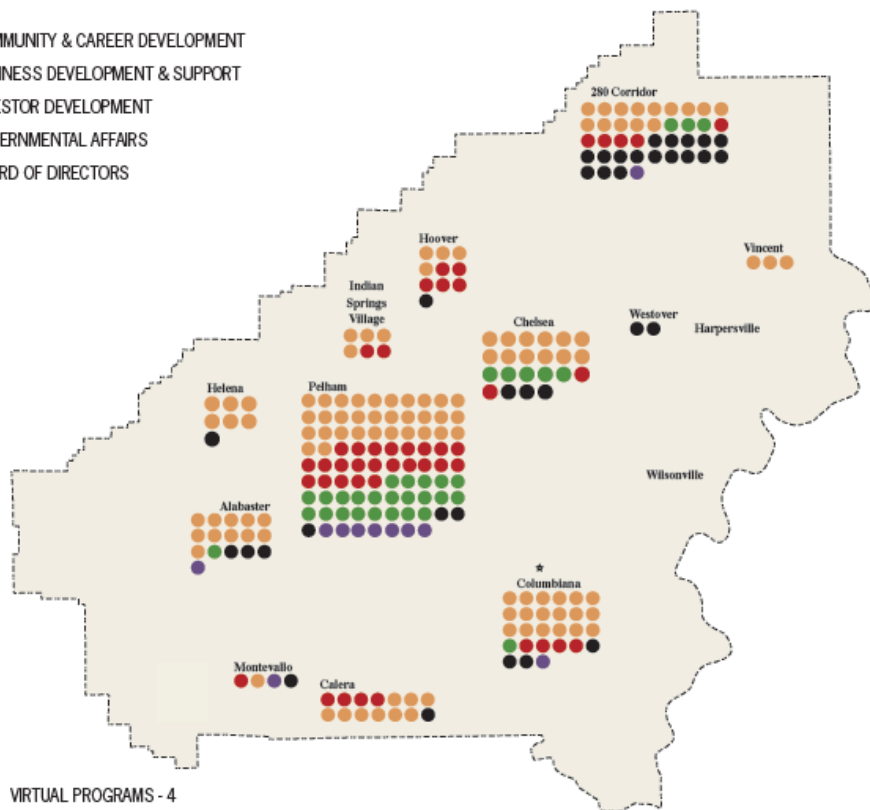 MMUNITY & CAREER DEVELOPMENT
INESS DEVELOPMENT & SUPPORT
ESTOR DEVELOPMENT
ERNMENTAL AFFAIRS
RD OF DIRECTORS
280 Corridor
Hoover
Vincent
Indian
Springs
Village
Chelsea
Westover
Harpersville
Helena
Pelham
Wilsonville
Alabaster
Columbiana
Montevallo
Calera
VIRTUAL PROGRAMS - 4